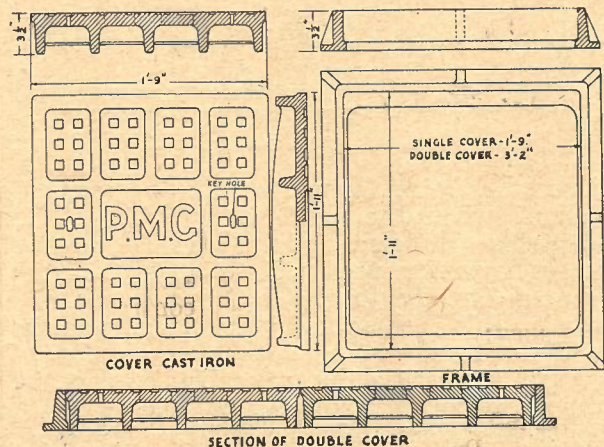 3½"
3½"
1'-9"
SINGLE COVER-1'-9."
DOUBLE COVER- 3'-2"
KEY HOLE
P.M.C
1'-11"
1'-11"
COVER CAST IRON
FRAME
SECTION OF DOUBLE COVER